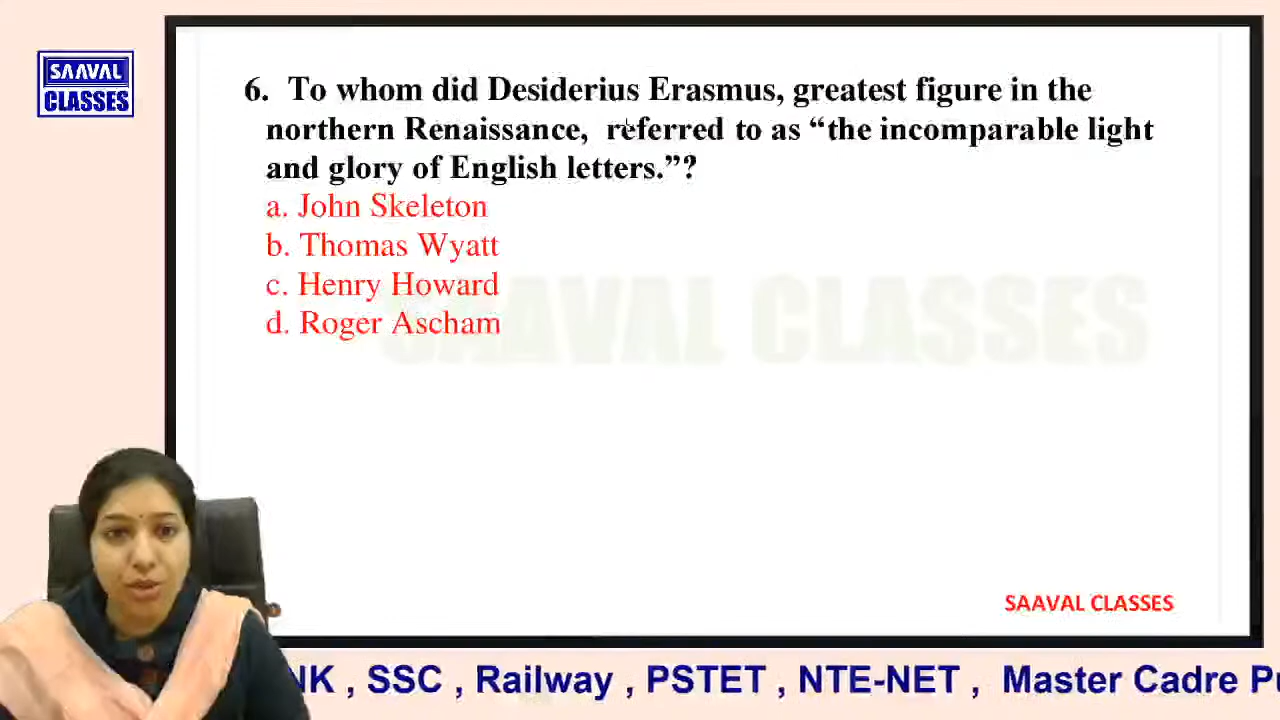 SAAVAL
CLASSES
6. To whom did Desiderius Erasmus, greatest figure in the
northern Renaissance, referred to as “the incomparable light
and glory of English letters.”?
a. John Skeleton
b. Thomas Wyatt
c. Henry Howard
d. Roger Ascham
SAAVAL CLASSES
SAAVAL CLASSES
NK , SSC , Railway , PSTET , NTE-NET , Master Cadre Pu